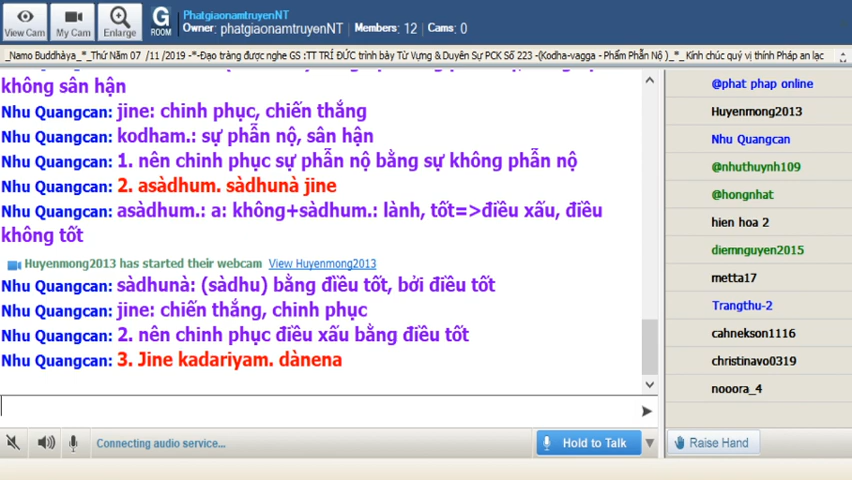 View Cam
My Cam
Enlarge
G
ROOM
PhatgiaonamtruyenNT
Owner: phatgiaonamtruyenNT Members: 12 Cams: 0
_Namo Buddhàya_*_Thứ Năm 07 /11 /2019 -*-Đạo tràng được nghe GS :TT TRÍ ĐỨC trình bày Từ Vựng & Duyên Sự PCK Số 223 -(Kodha-vagga - Phẩm Phẫn Nộ )_*_ Kính chúc quý vị thính Pháp an lạc
không sân hận
Nhu Quangcan: jine: chinh phục, chiến thắng
Nhu Quangcan: kodham.: sự phẫn nộ, sân hận
Nhu Quangcan: 1. nên chinh phục sự phẫn nộ bằng sự không phẫn nộ
Nhu Quangcan: 2. asàdhum. sàdhunà jine
Nhu Quangcan: asàdhum.: a: không+sàdhum.: lành, tốt=>điều xấu, điều
không tốt
Huyenmong2013 has started their webcam View Huyenmong2013
Nhu Quangcan: sàdhunà: (sàdhu) bằng điều tốt, bởi điều tốt
Nhu Quangcan: jine: chiến thắng, chinh phục
Nhu Quangcan: 2. nên chinh phục điều xấu bằng điều tốt
Nhu Quangcan: 3. Jine kadariyam. dànena
Connecting audio service...
Hold to Talk
@phat phap online
Huyenmong2013
Nhu Quangcan
@nhuthuynh109
@hongnhat
hien hoa 2
diemnguyen2015
metta17
Trangthu-2
cahnekson1116
christinavo0319
nooora_4
Raise Hand